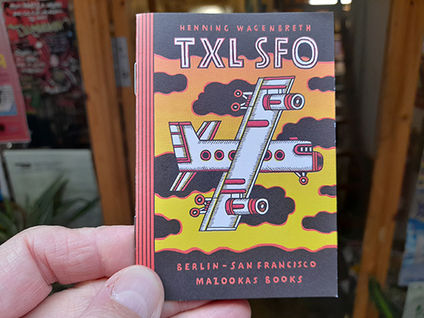 HENNING WAGENBRETH
TXL SFO
BERLIN - SAN FRANCISCO
MAZOOKAS BOOKS